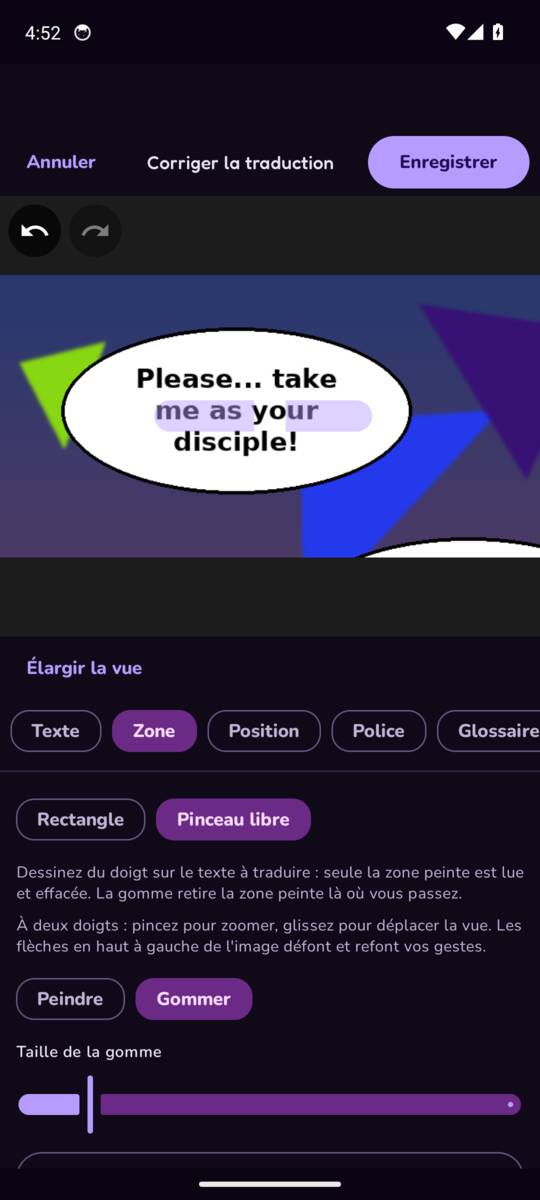 4:52
Annuler
Corriger la traduction
Enregistrer
Please... take
me as your
disciple!
Élargir la vue
Texte
Zone
Position
Police
Glossaire
Rectangle
Pinceau libre
Dessinez du doigt sur le texte à traduire : seule la zone peinte est lue
et effacée. La gomme retire la zone peinte là où vous passez.
À deux doigts : pincez pour zoomer, glissez pour déplacer la vue. Les
flèches en haut à gauche de l'image défont et refont vos gestes.
Peindre
Gommer
Taille de la gomme